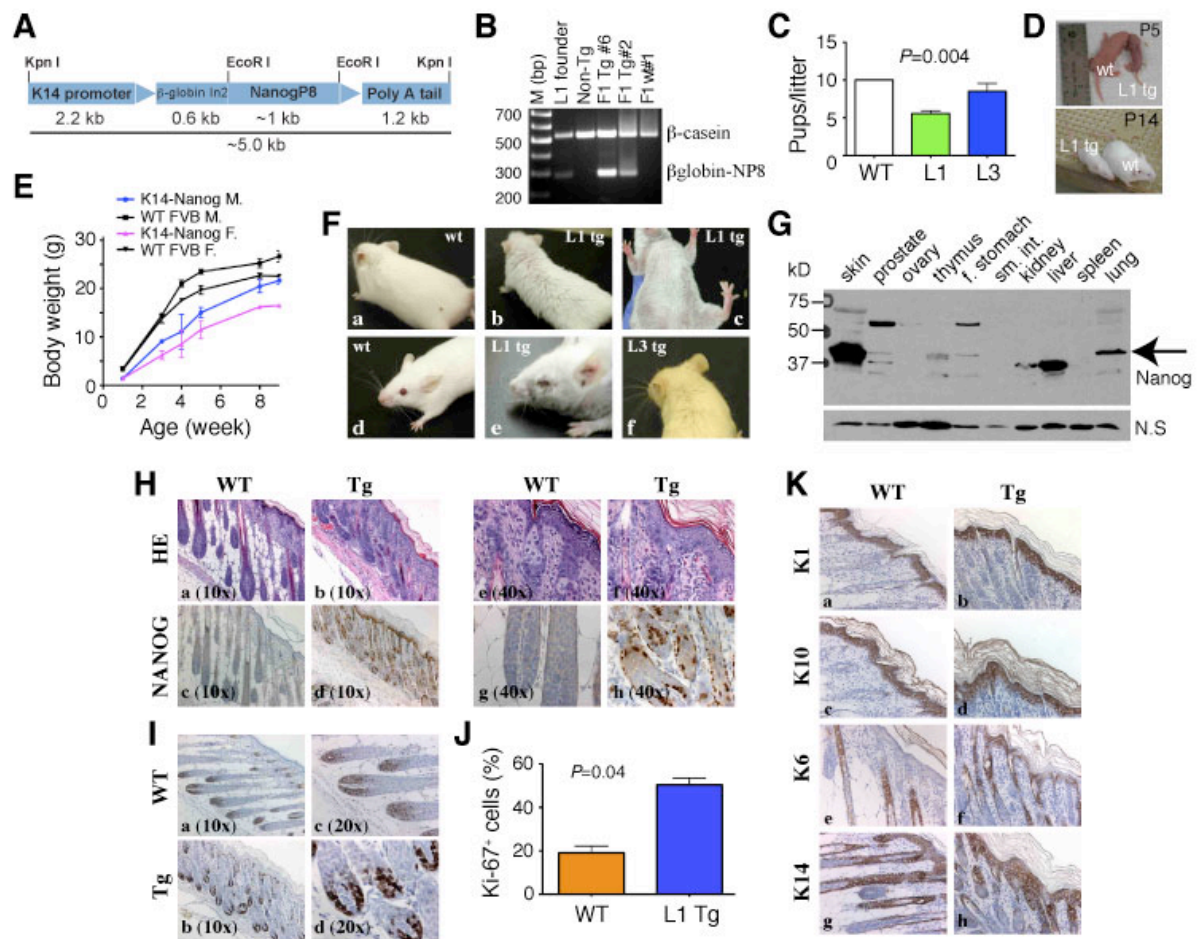 A
Kpn I
EcoR I
EcoR I
Kpn I
K14 promoter
β-globin In2
NanogP8
Poly A tail
2.2 kb
0.6 kb
~1 kb
1.2 kb
~5.0 kb
B
M (bp)
L1 founder
Non-Tg
F1 Tg #6
F1 Tg#2
F1 wt#1
700
500
300
200
β-casein
βglobin-NP8
C
Pups/litter
15
10
5
0
P=0.004
WT
L1
L3
D
P5
wt
L1 tg
P14
L1 tg
wt
E
K14-Nanog M.
WT FVB M.
K14-Nanog F.
WT FVB F.
Body weight (g)
30
20
10
0
0
2
4
6
8
Age (week)
F
wt
a
L1 tg
b
L1 tg
c
wt
d
L1 tg
e
L3 tg
f
G
kD
skin
prostate
ovary
thymus
f. stomach
sm. int.
kidney
liver
spleen
lung
75
50
37
Nanog
N.S
H
WT
Tg
WT
Tg
HE
a (10x)
b (10x)
e (40x)
f (40x)
NANOG
c (10x)
d (10x)
g (40x)
h (40x)
I
WT
a (10x)
c (20x)
Tg
b (10x)
d (20x)
J
Ki-67+ cells (%)
60
40
20
0
P=0.04
WT
L1 Tg
K
WT
Tg
K1
a
b
K10
c
d
K6
e
f
K14
g
h